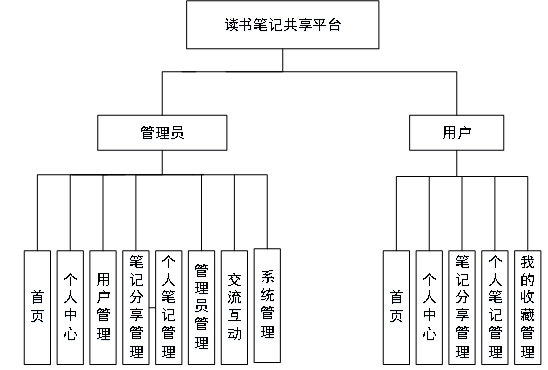 读书笔记共享平台
管理员
用户
首页
个人中心
用户管理
笔记分享管理
个人笔记管理
管理员管理
交流互动
系统管理
首页
个人中心
笔记分享管理
个人笔记管理
我的收藏管理